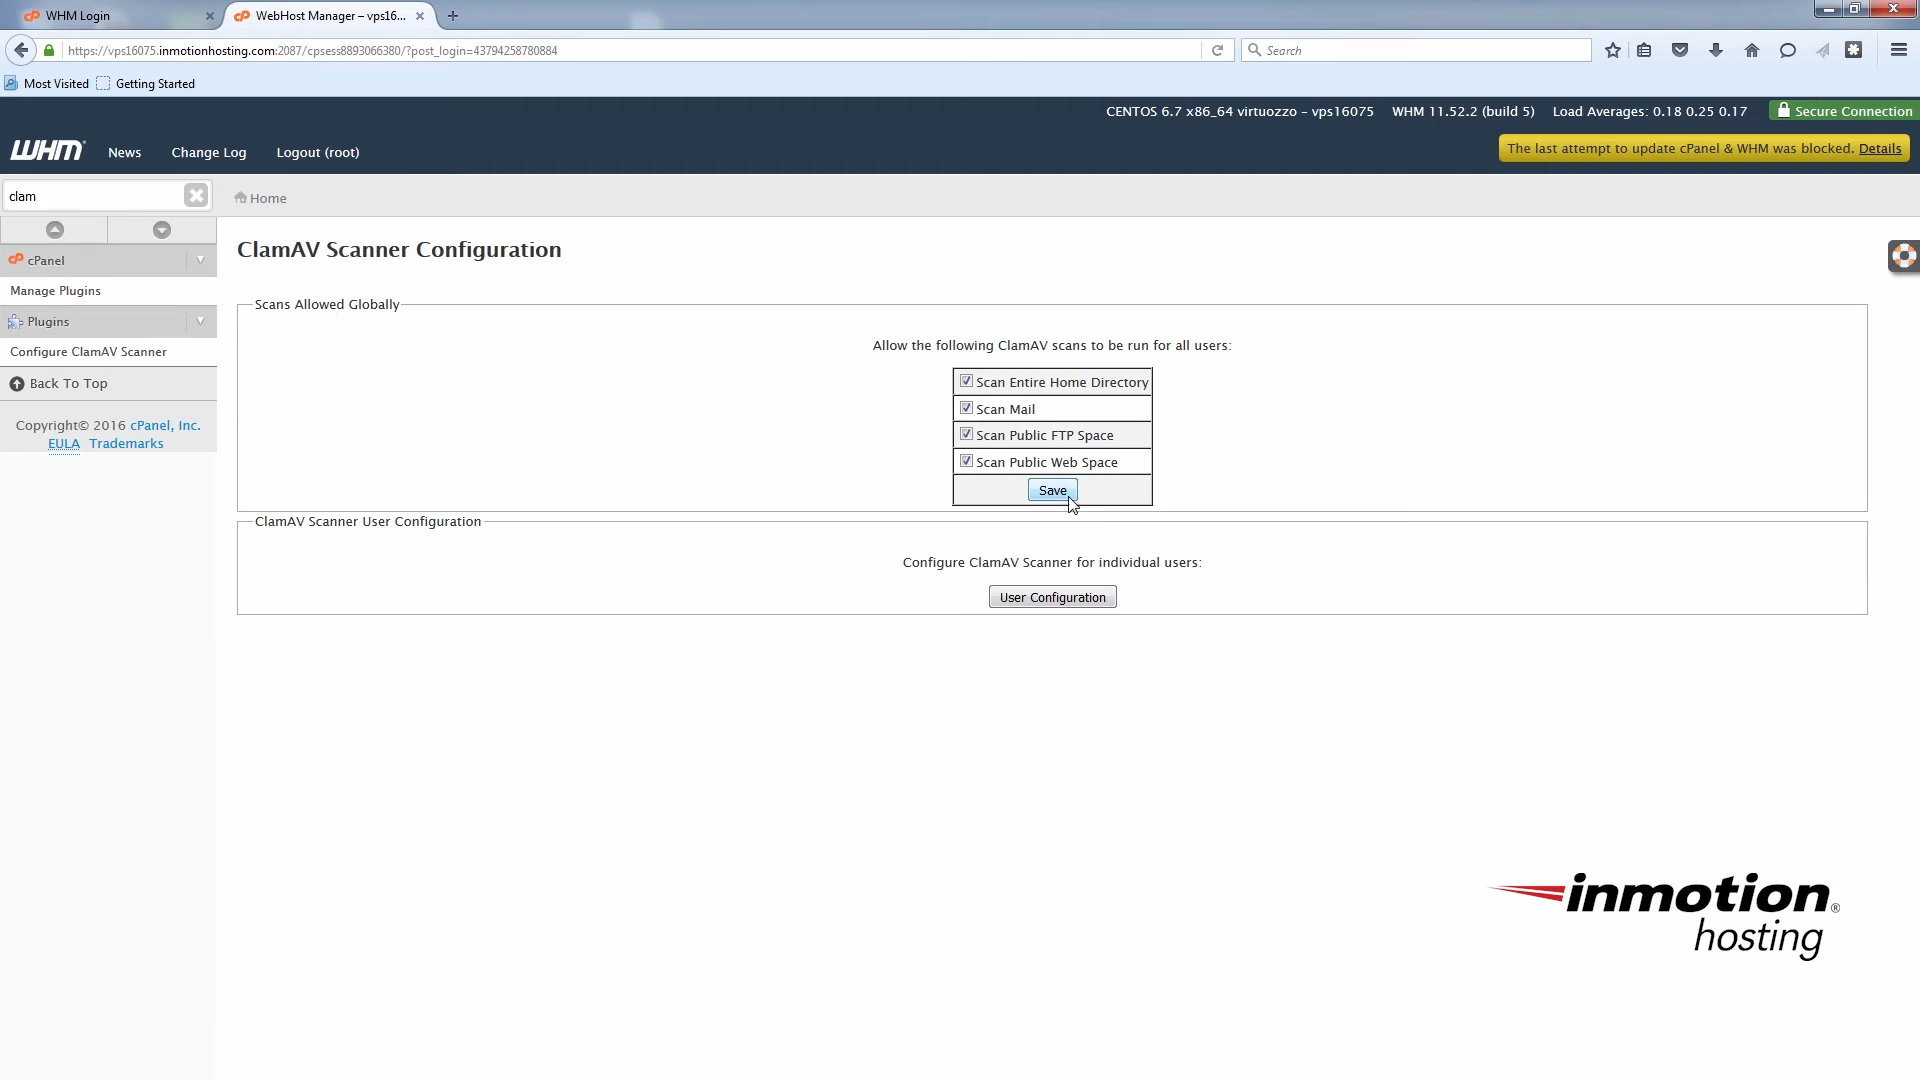 WHM Login
WebHost Manager – vps16...
https://vps16075.inmotionhosting.com:2087/cpsess8893066380/?post_login=43794258780884
Search
Most Visited
Getting Started
CENTOS 6.7 x86_64 virtuozzo – vps16075
WHM 11.52.2 (build 5)
Load Averages: 0.18 0.25 0.17
Secure Connection
WHM
News
Change Log
Logout (root)
The last attempt to update cPanel & WHM was blocked. Details
clam
Home
cPanel
Manage Plugins
Plugins
Configure ClamAV Scanner
Back To Top
Copyright© 2016 cPanel, Inc.
EULA Trademarks
ClamAV Scanner Configuration
Scans Allowed Globally
Allow the following ClamAV scans to be run for all users:
Scan Entire Home Directory
Scan Mail
Scan Public FTP Space
Scan Public Web Space
Save
ClamAV Scanner User Configuration
Configure ClamAV Scanner for individual users:
User Configuration
inmotion®
hosting